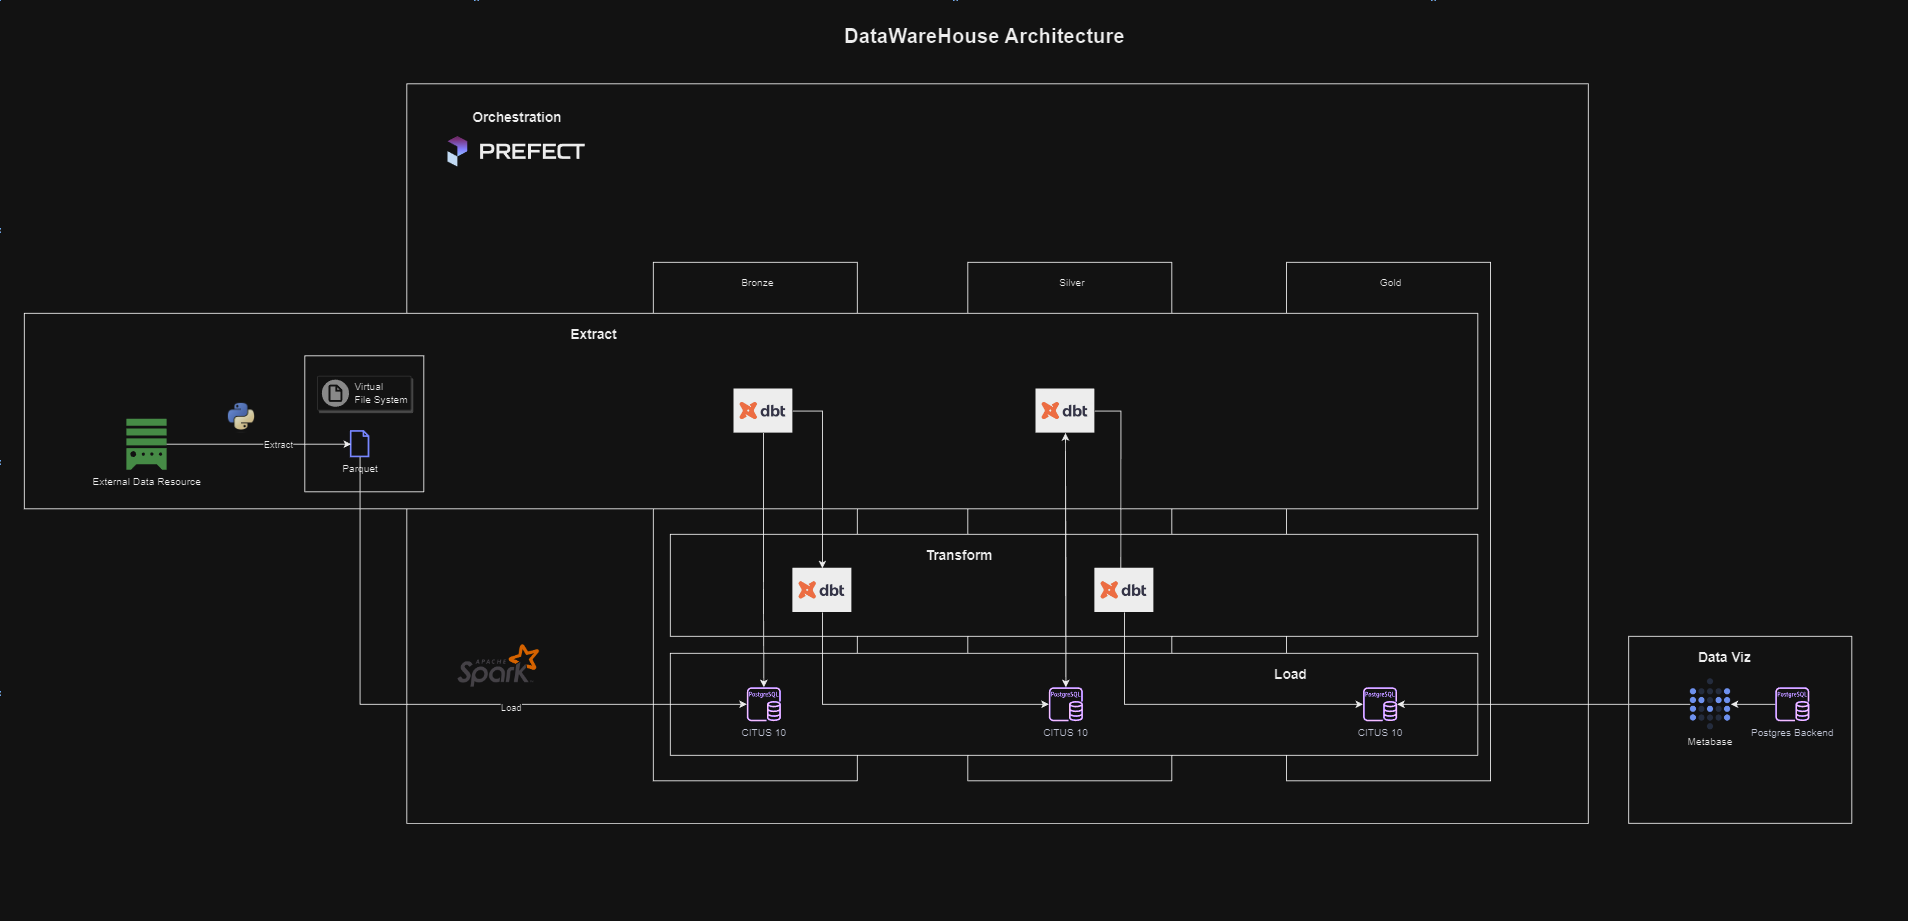 DataWareHouse Architecture
Orchestration
PREFECT
Bronze
Silver
Gold
Extract
Virtual
File System
dbt
dbt
Extract
Parquet
External Data Resource
Transform
dbt
dbt
APACHE
Spark
Load
Data Viz
PostgreSQL
PostgreSQL
PostgreSQL
PostgreSQL
Load
CITUS 10
CITUS 10
CITUS 10
Metabase
Postgres Backend